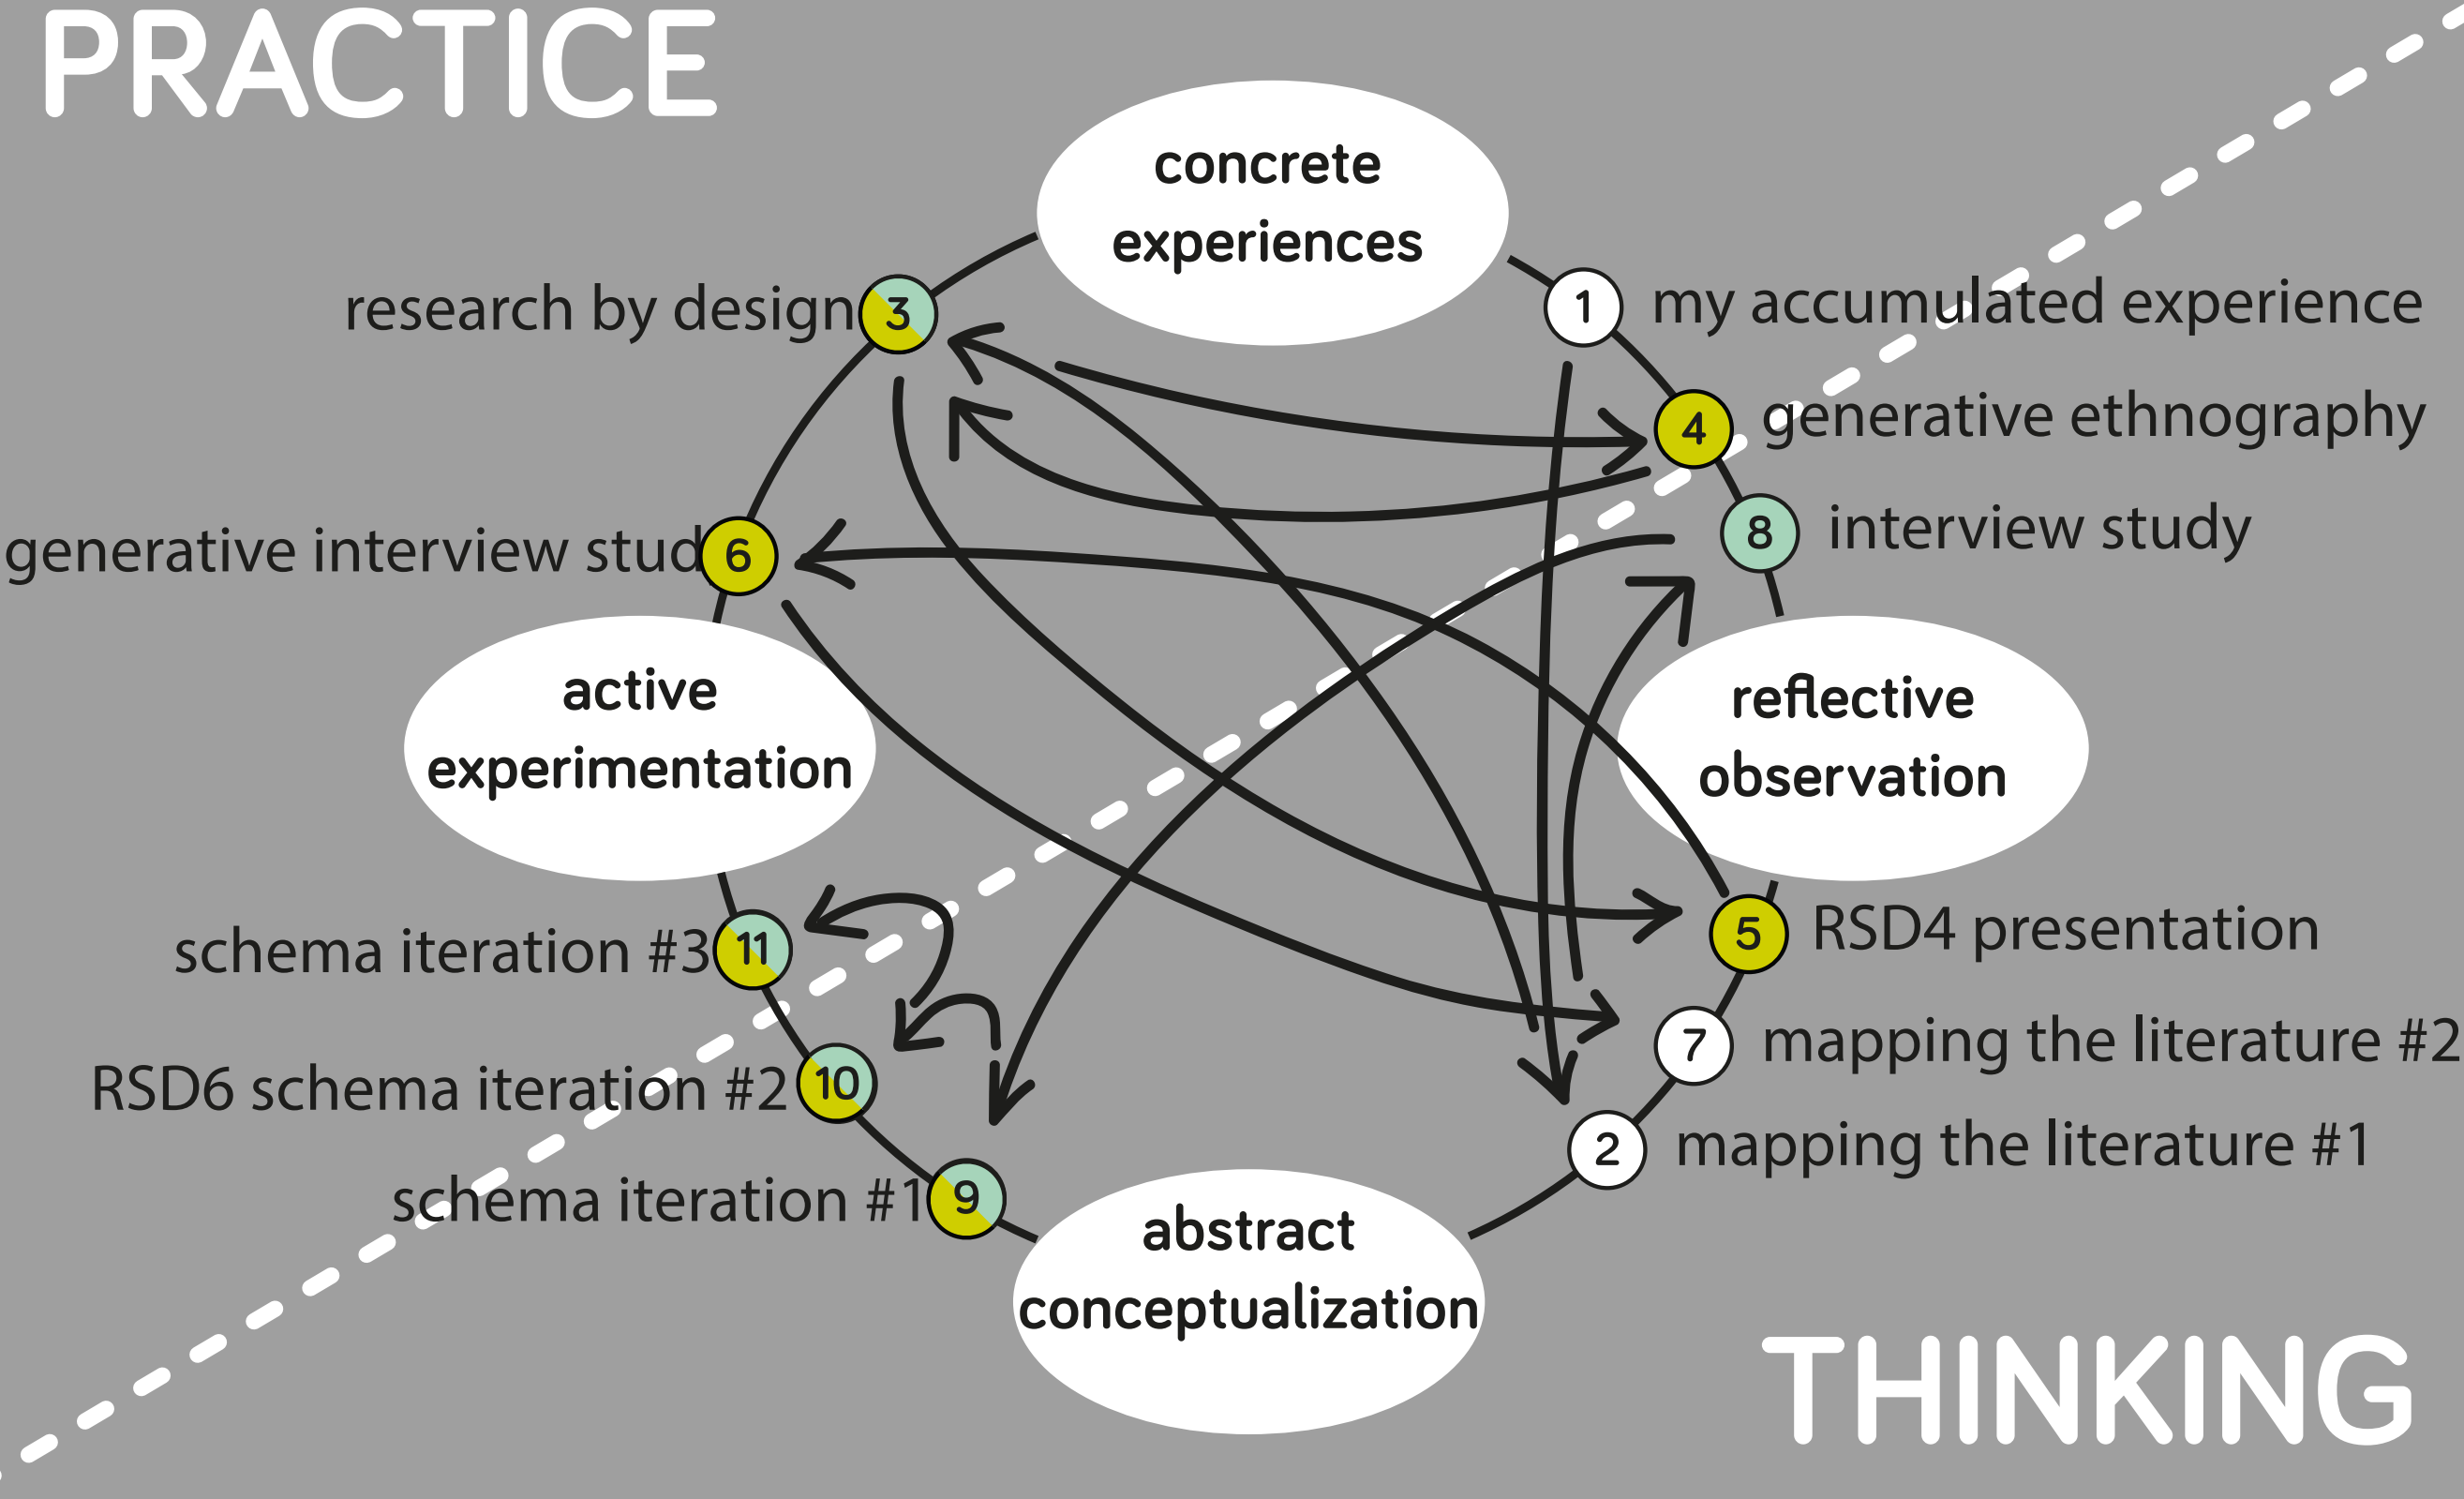 PRACTICE
concrete
experiences
research by design
3
1
my accumulated experience
4
generative ethnography
generative interview study
6
8
interview study
active
experimentation
reflective
observation
schema iteration #3
11
5
RSD4 presentation
RSD6 schema iteration #2
10
7
mapping the literature #2
schema iteration #1
9
2
mapping the literature #1
abstract
conceptualization
THINKING